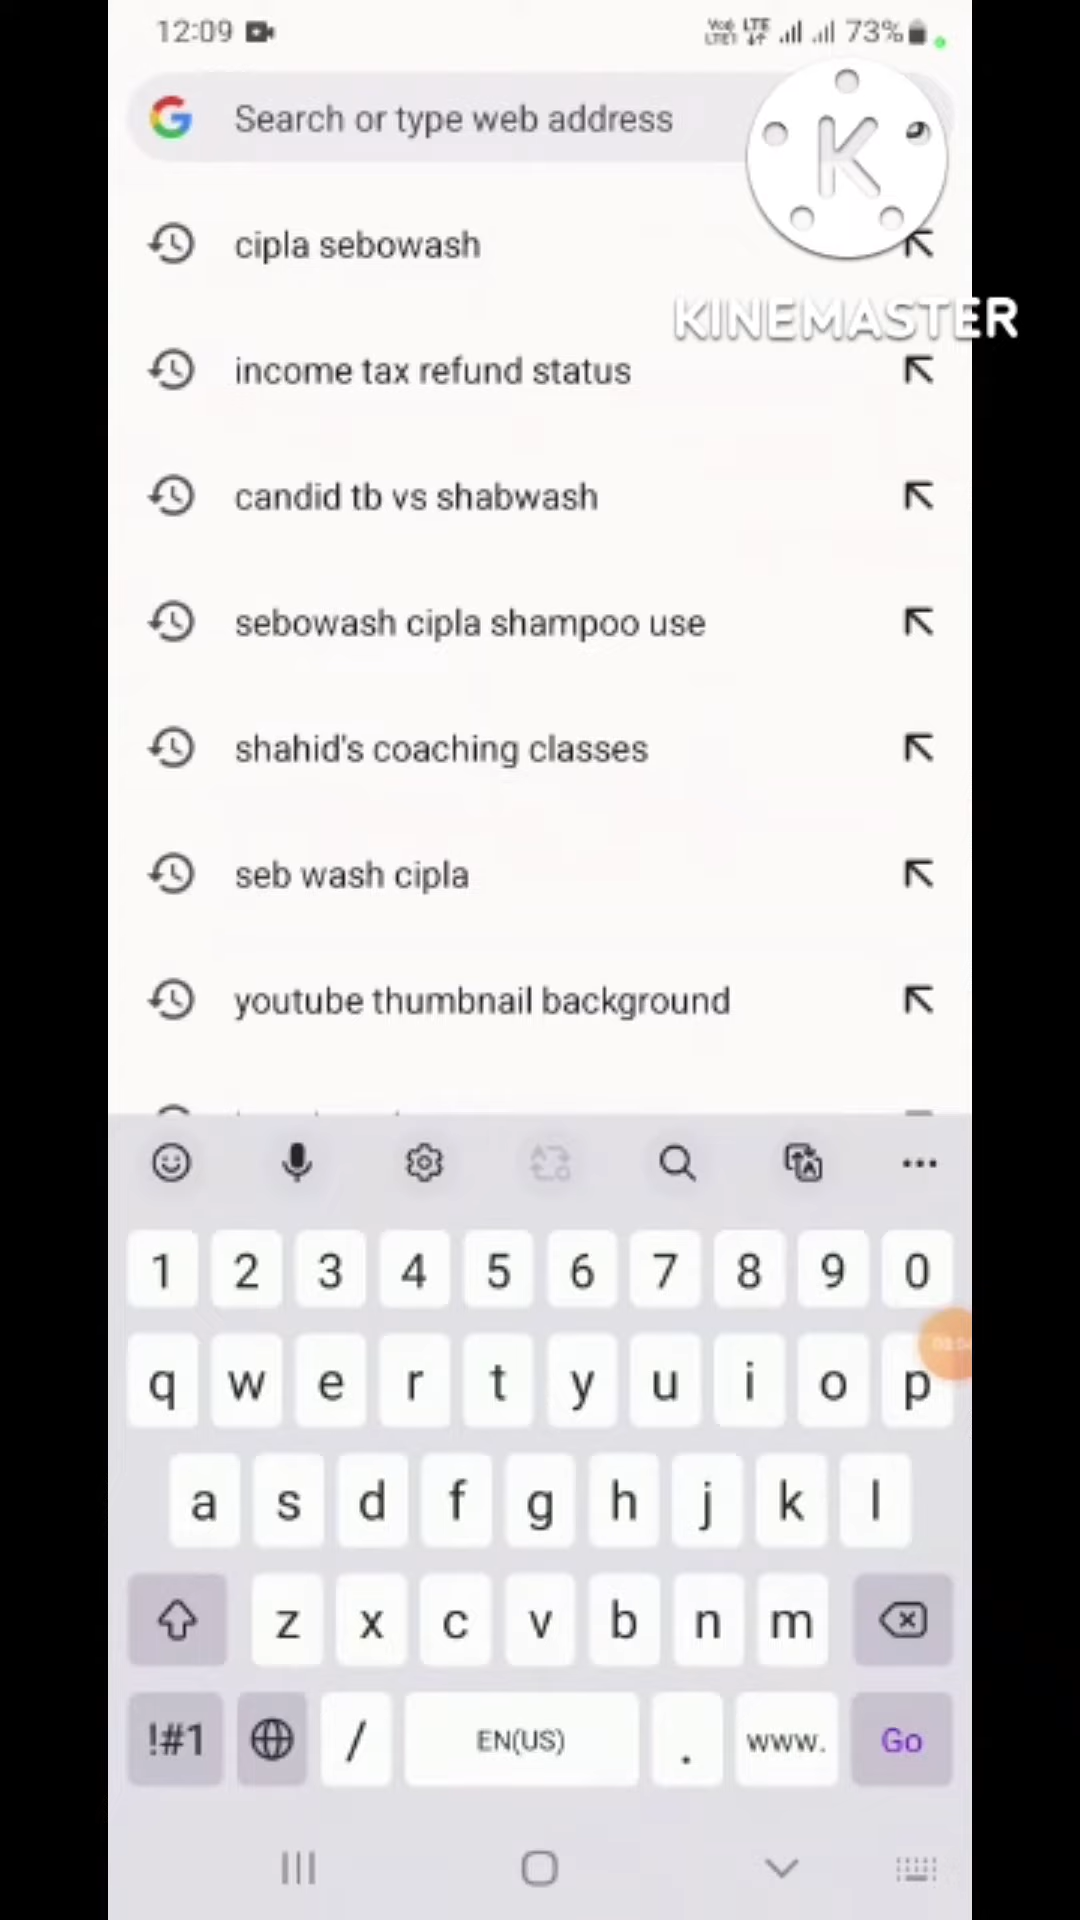 12:09
73%
Search or type web address
K
cipla sebowash
KINEMASTER
income tax refund status
candid tb vs shabwash
sebowash cipla shampoo use
shahid's coaching classes
seb wash cipla
youtube thumbnail background
1 2 3 4 5 6 7 8 9 0
q w e r t y u i o p
a s d f g h j k l
z x c v b n m
!#1 / EN(US) . www. Go